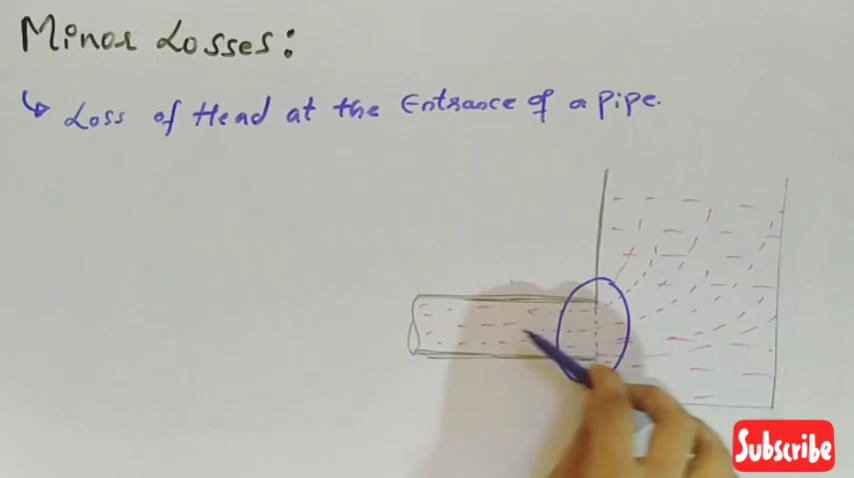 Minor Losses:
↳ Loss of Head at the Entrance of a pipe.
Subscribe